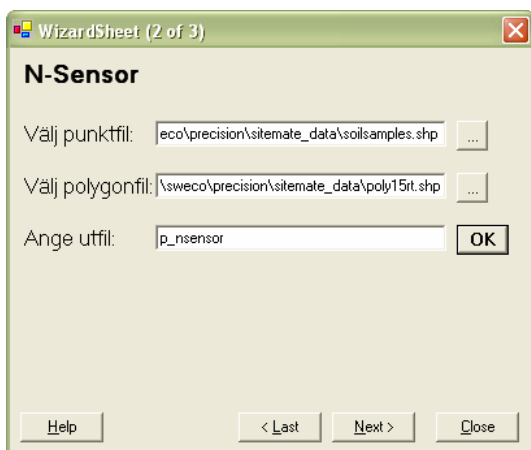 WizardSheet (2 of 3)
N-Sensor
Välj punktfil: eco\precision\sitemate_data\soilsamples.shp ...
Välj polygonfil: \sweco\precision\sitemate_data\poly15rt.shp ...
Ange utfil: p_nsensor OK
Help < Last Next > Close